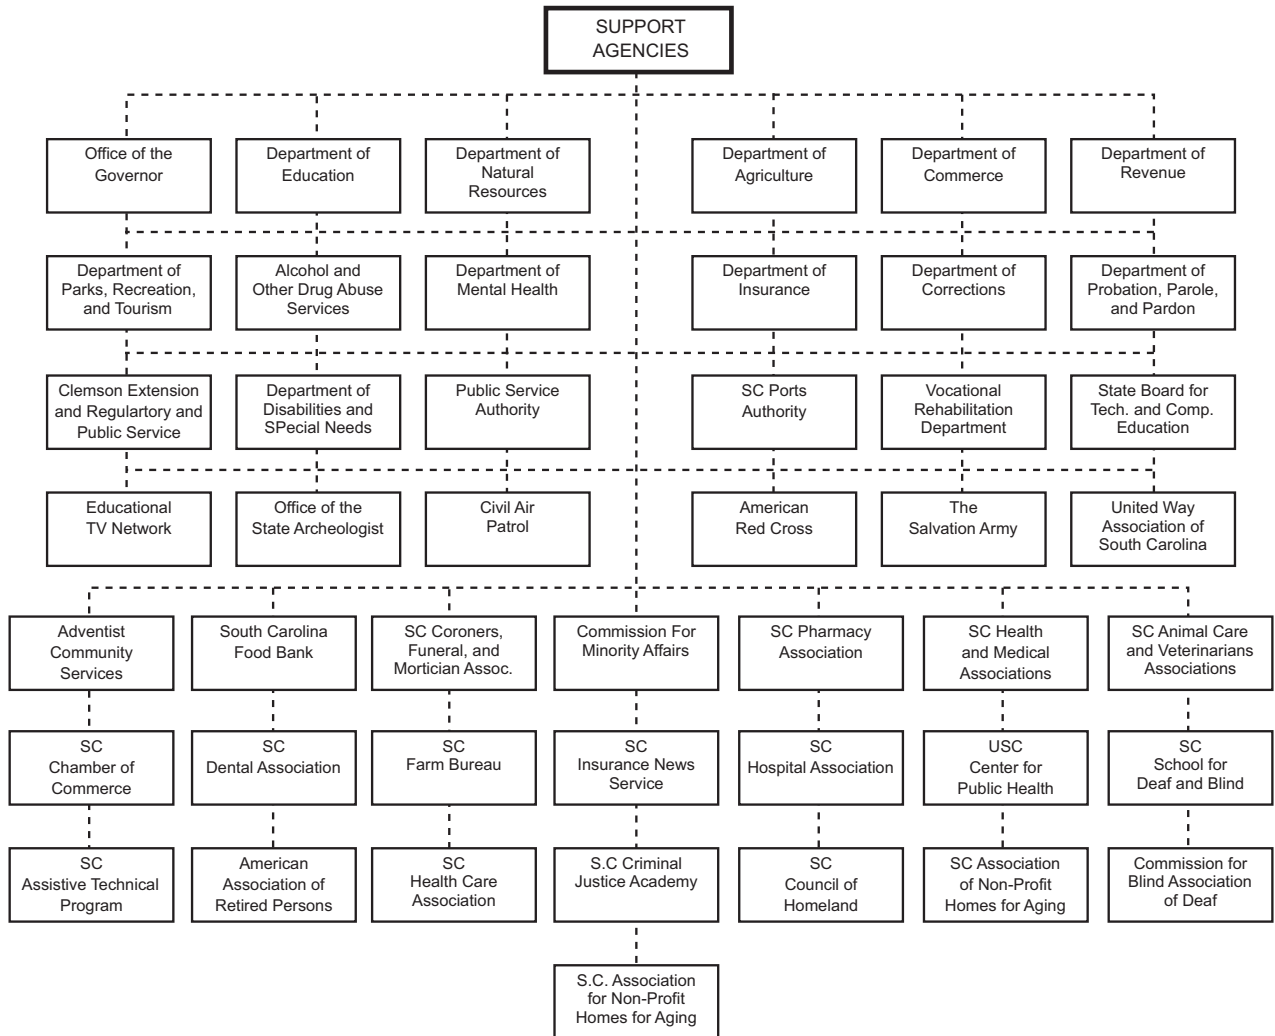 SUPPORT
AGENCIES
Office of the
Governor
Department of
Education
Department of
Natural
Resources
Department of
Agriculture
Department of
Commerce
Department of
Revenue
Department of
Parks, Recreation,
and Tourism
Alcohol and
Other Drug Abuse
Services
Department of
Mental Health
Department of
Insurance
Department of
Corrections
Department of
Probation, Parole,
and Pardon
Clemson Extension
and Regulartory and
Public Service
Department of
Disabilities and
SPecial Needs
Public Service
Authority
SC Ports
Authority
Vocational
Rehabilitation
Department
State Board for
Tech. and Comp.
Education
Educational
TV Network
Office of the
State Archeologist
Civil Air
Patrol
American
Red Cross
The
Salvation Army
United Way
Association of
South Carolina
Adventist
Community
Services
South Carolina
Food Bank
SC Coroners,
Funeral, and
Mortician Assoc.
Commission For
Minority Affairs
SC Pharmacy
Association
SC Health
and Medical
Associations
SC Animal Care
and Veterinarians
Associations
SC
Chamber of
Commerce
SC
Dental Association
SC
Farm Bureau
SC
Insurance News
Service
SC
Hospital Association
USC
Center for
Public Health
SC
School for
Deaf and Blind
SC
Assistive Technical
Program
American
Association of
Retired Persons
SC
Health Care
Association
S.C Criminal
Justice Academy
SC
Council of
Homeland
SC Association
of Non-Profit
Homes for Aging
Commission for
Blind Association
of Deaf
S.C. Association
for Non-Profit
Homes for Aging